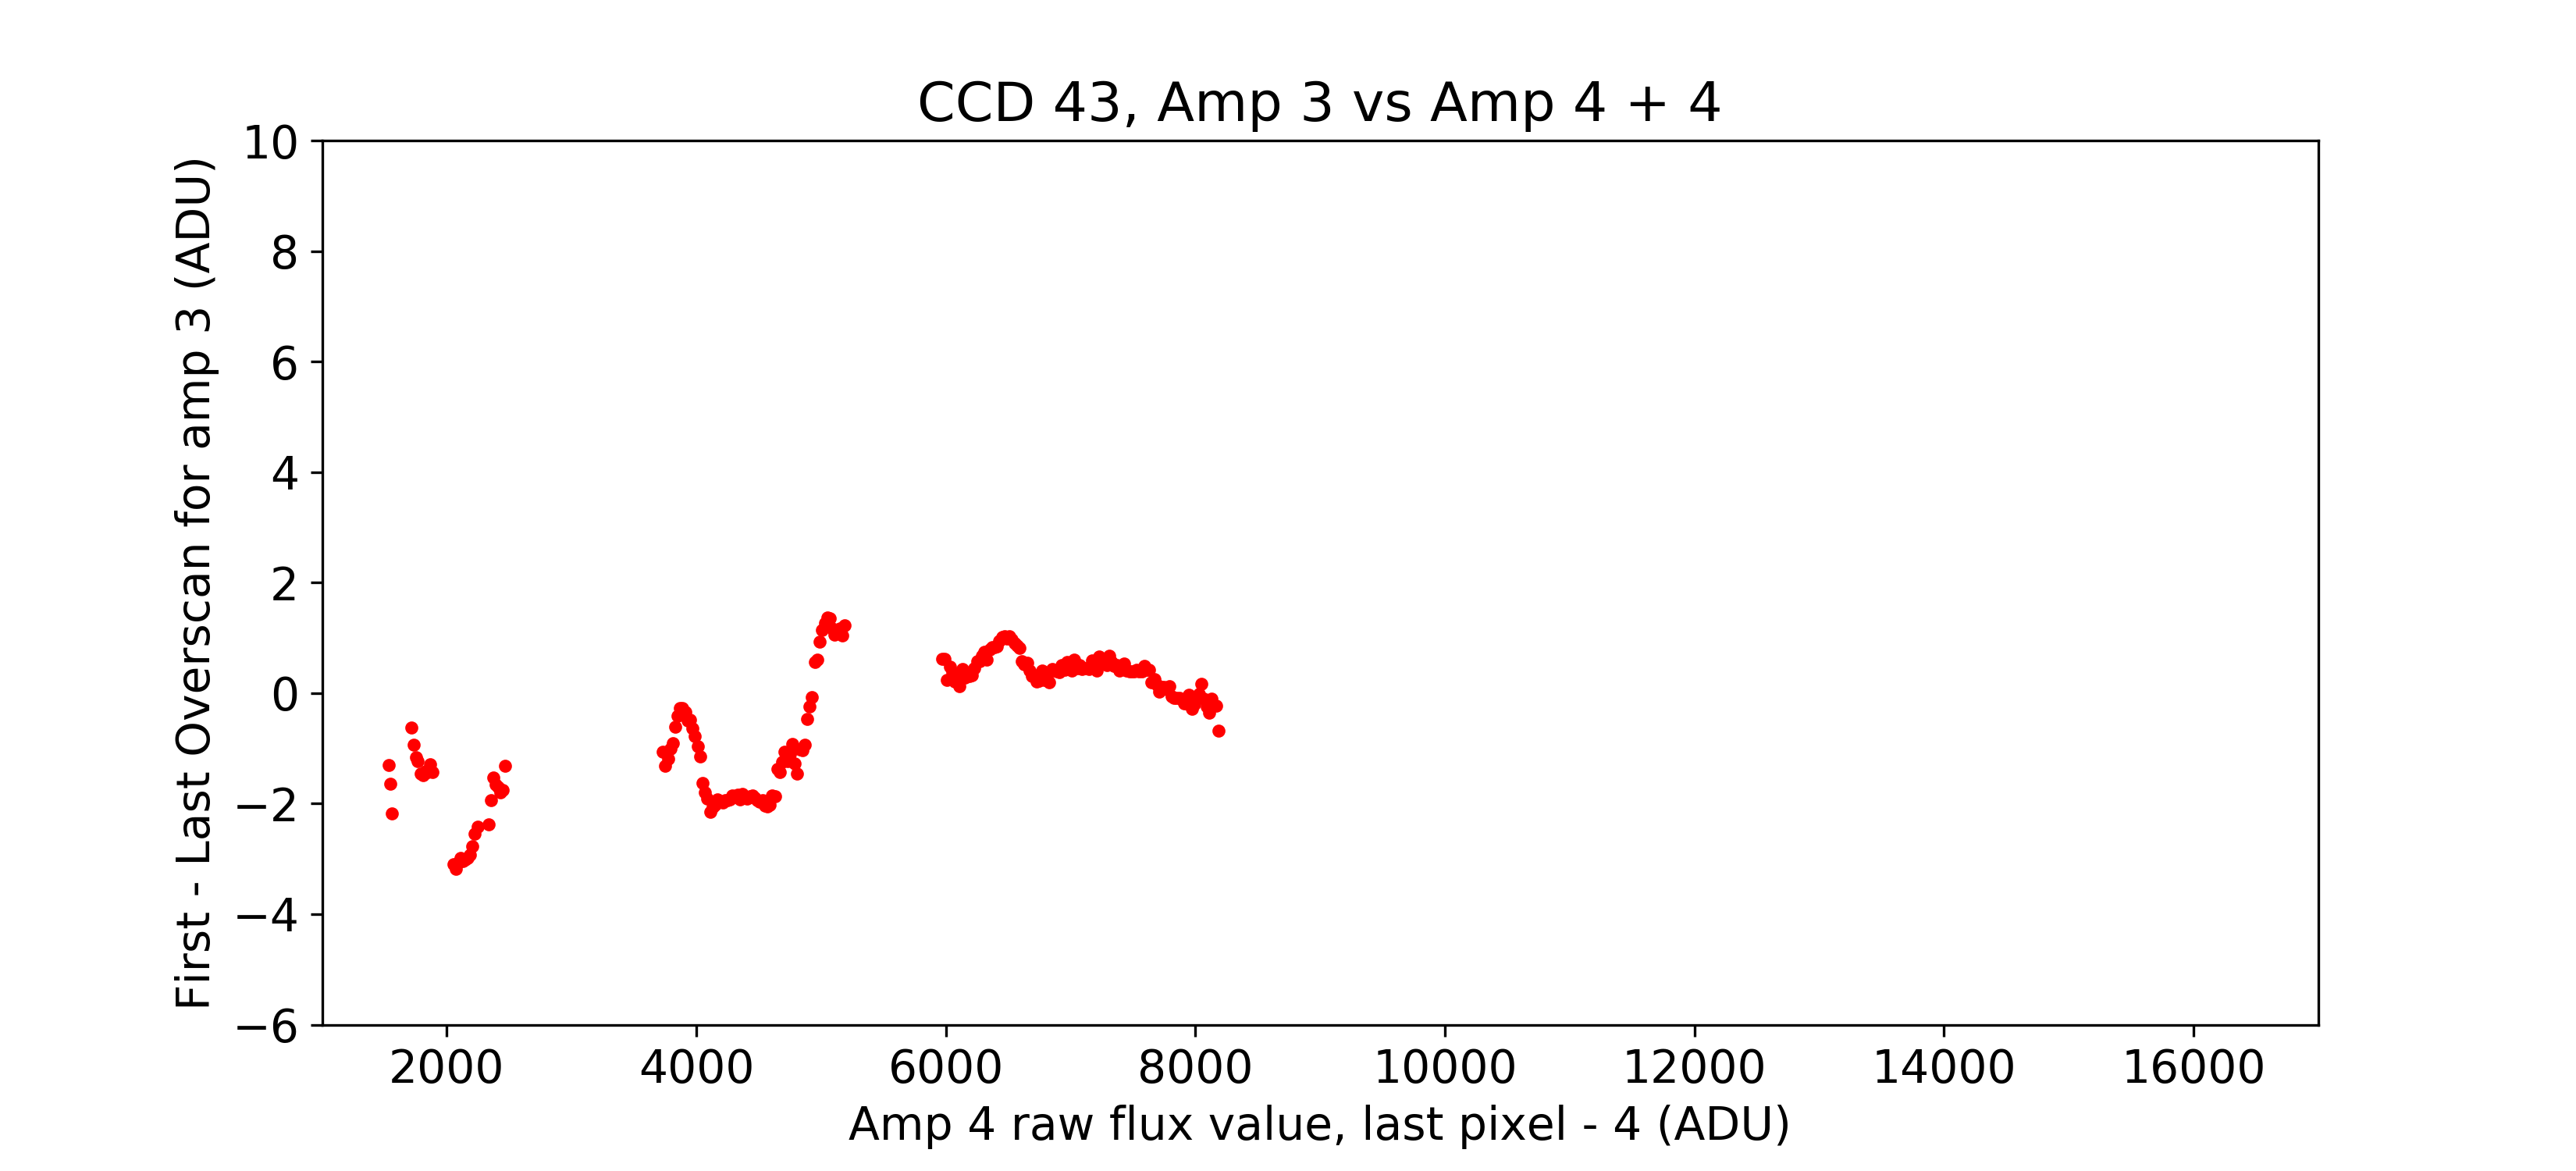 CCD 43, Amp 3 vs Amp 4 + 4
First - Last Overscan for amp 3 (ADU)
10
8
6
4
2
0
−2
−4
−6
2000 4000 6000 8000 10000 12000 14000 16000
Amp 4 raw flux value, last pixel - 4 (ADU)